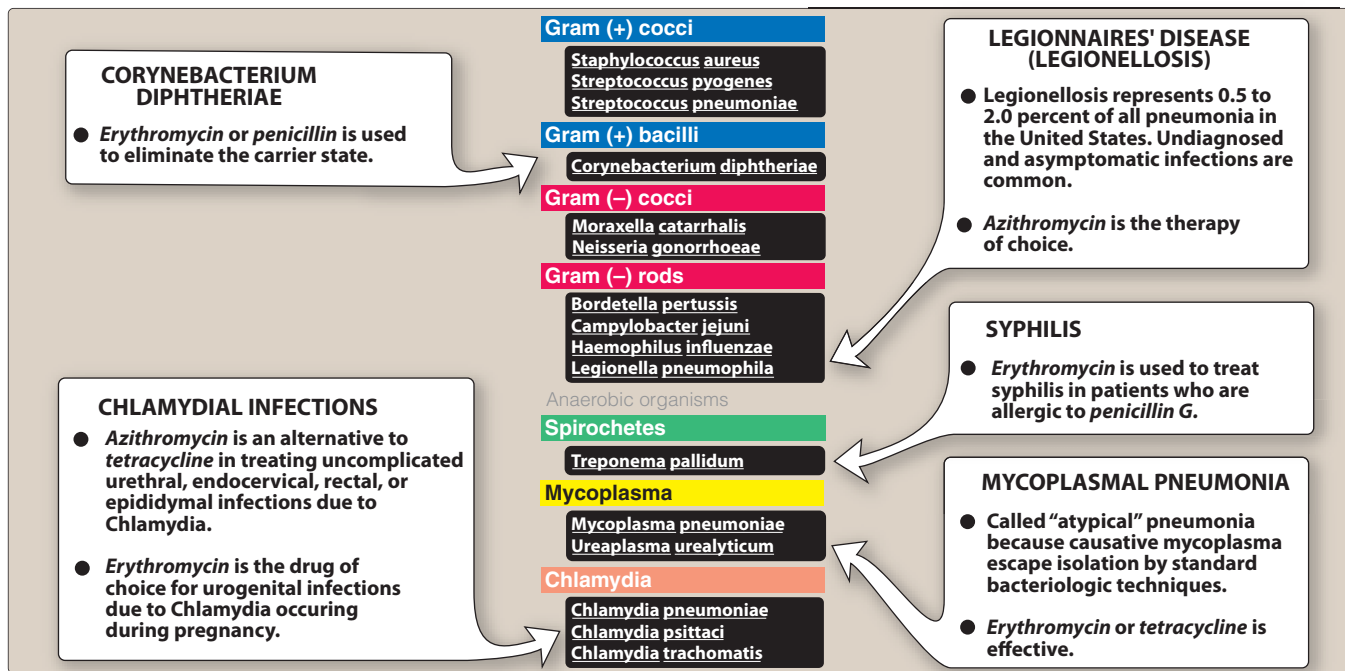 CORYNEBACTERIUM
DIPHTHERIAE
● Erythromycin or penicillin is used
to eliminate the carrier state.
CHLAMYDIAL INFECTIONS
● Azithromycin is an alternative to
tetracycline in treating uncomplicated
urethral, endocervical, rectal, or
epididymal infections due to
Chlamydia.
● Erythromycin is the drug of
choice for urogenital infections
due to Chlamydia occuring
during pregnancy.
Gram (+) cocci
Staphylococcus aureus
Streptococcus pyogenes
Streptococcus pneumoniae
Gram (+) bacilli
Corynebacterium diphtheriae
Gram (–) cocci
Moraxella catarrhalis
Neisseria gonorrhoeae
Gram (–) rods
Bordetella pertussis
Campylobacter jejuni
Haemophilus influenzae
Legionella pneumophila
Anaerobic organisms
Spirochetes
Treponema pallidum
Mycoplasma
Mycoplasma pneumoniae
Ureaplasma urealyticum
Chlamydia
Chlamydia pneumoniae
Chlamydia psittaci
Chlamydia trachomatis
LEGIONNAIRES' DISEASE
(LEGIONELLOSIS)
● Legionellosis represents 0.5 to
2.0 percent of all pneumonia in
the United States. Undiagnosed
and asymptomatic infections are
common.
● Azithromycin is the therapy
of choice.
SYPHILIS
● Erythromycin is used to treat
syphilis in patients who are
allergic to penicillin G.
MYCOPLASMAL PNEUMONIA
● Called “atypical” pneumonia
because causative mycoplasma
escape isolation by standard
bacteriologic techniques.
● Erythromycin or tetracycline is
effective.